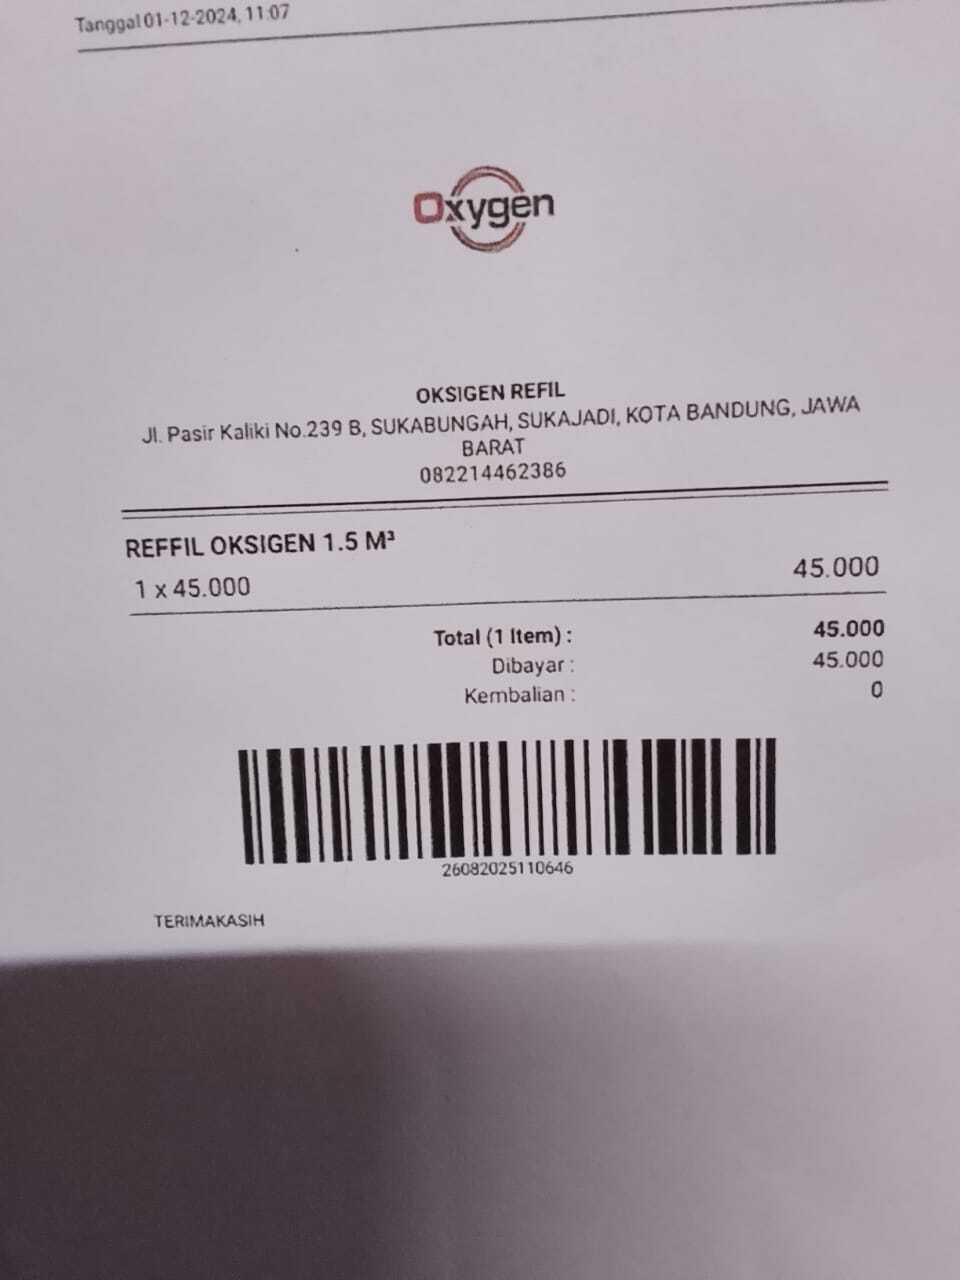 Tanggal 01-12-2024, 11:07
Oxygen
OKSIGEN REFIL
Jl. Pasir Kaliki No.239 B, SUKABUNGAH, SUKAJADI, KOTA BANDUNG, JAWA
BARAT
082214462386
REFFIL OKSIGEN 1.5 M³
1 x 45.000 45.000
Total (1 Item) : 45.000
Dibayar : 45.000
Kembalian : 0
26082025110646
TERIMAKASIH